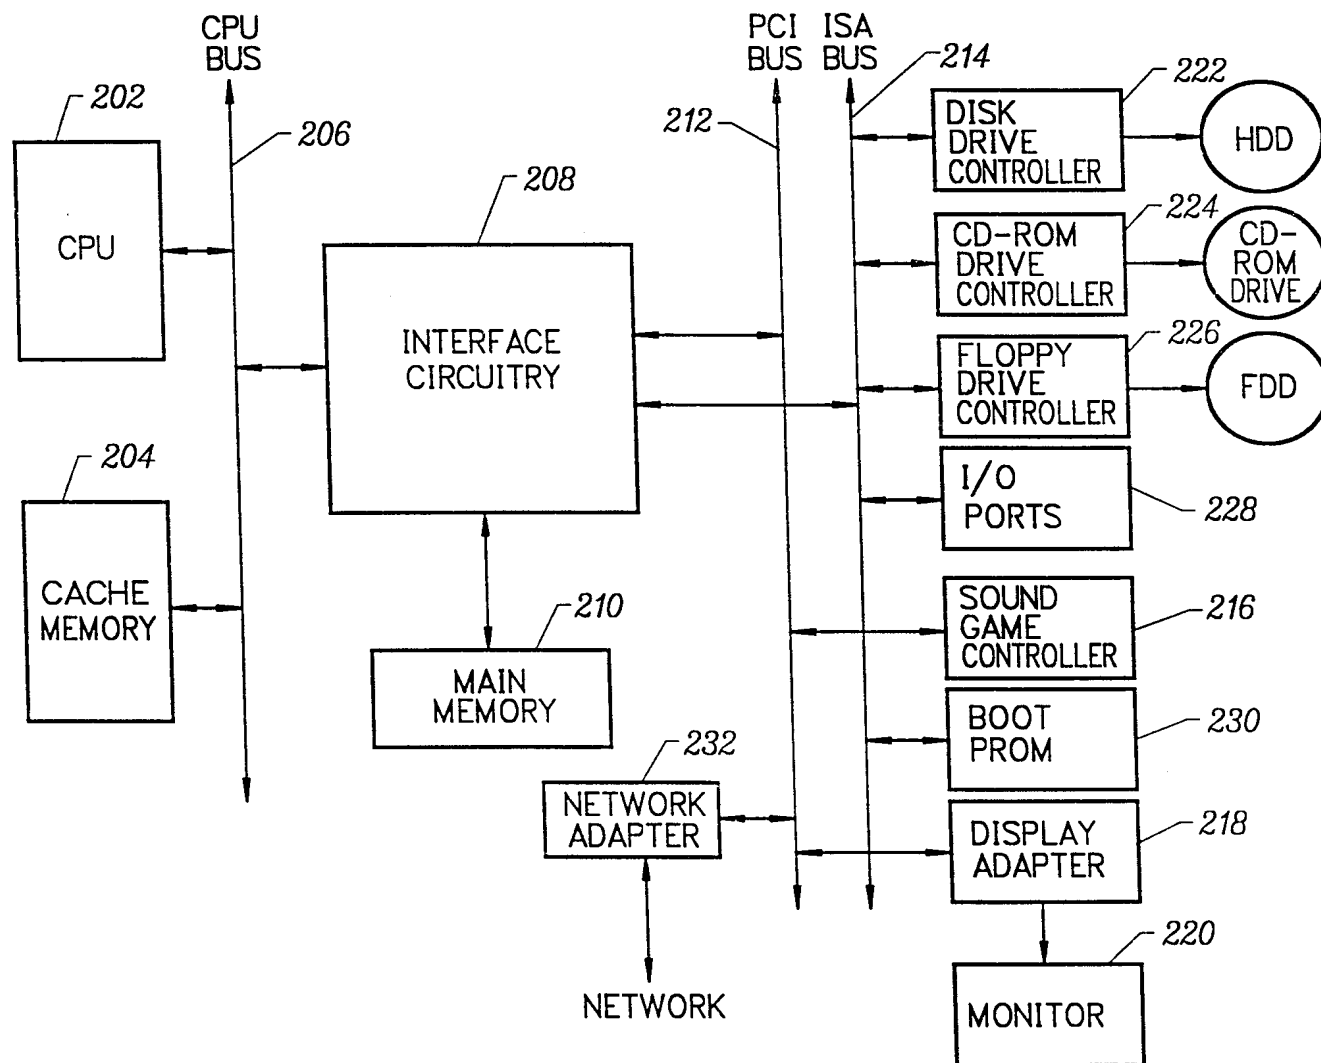 CPU
BUS
PCI
BUS
ISA
BUS
202
206
208
212
214
222
CPU
DISK
DRIVE
CONTROLLER
HDD
224
CD-ROM
DRIVE
CONTROLLER
CD-
ROM
DRIVE
INTERFACE
CIRCUITRY
226
FLOPPY
DRIVE
CONTROLLER
FDD
204
I/O
PORTS
228
CACHE
MEMORY
210
MAIN
MEMORY
SOUND
GAME
CONTROLLER
216
BOOT
PROM
230
232
NETWORK
ADAPTER
DISPLAY
ADAPTER
218
NETWORK
220
MONITOR